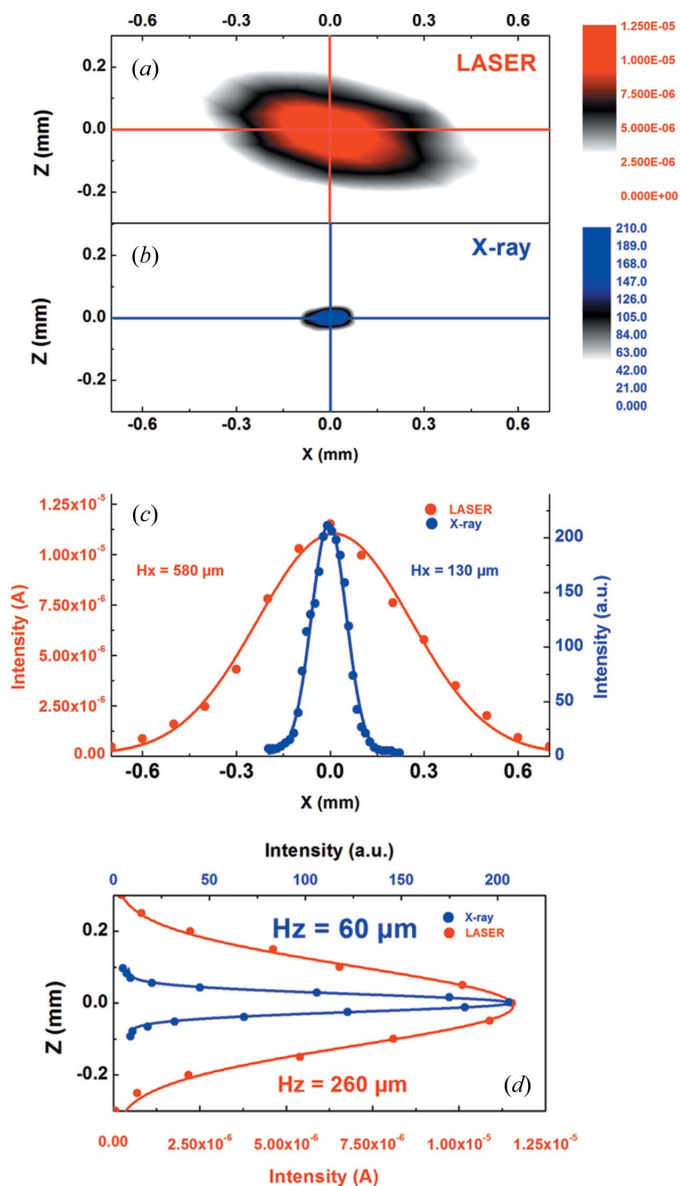 -0.6 -0.3 0.0 0.3 0.6
(a)
LASER
0.2
0.0
-0.2
Z (mm)
1.250E-05
1.000E-05
7.500E-06
5.000E-06
2.500E-06
0.000E+00
(b)
X-ray
0.2
0.0
-0.2
Z (mm)
210.0
189.0
168.0
147.0
126.0
105.0
84.00
63.00
42.00
21.00
0.000
-0.6 -0.3 0.0 0.3 0.6
X (mm)
(c)
LASER
X-ray
Hx = 580 µm
Hx = 130 µm
1.25x10⁻⁵
1.00x10⁻⁵
7.50x10⁻⁶
5.00x10⁻⁶
2.50x10⁻⁶
0.00
Intensity (A)
200
150
100
50
0
Intensity (a.u.)
-0.6 -0.3 0.0 0.3 0.6
X (mm)
Intensity (a.u.)
0 50 100 150 200
Hz = 60 µm
X-ray
LASER
0.2
0.0
-0.2
Z (mm)
Hz = 260 µm
(d)
0.00 2.50x10⁻⁶ 5.00x10⁻⁶ 7.50x10⁻⁶ 1.00x10⁻⁵ 1.25x10⁻⁵
Intensity (A)